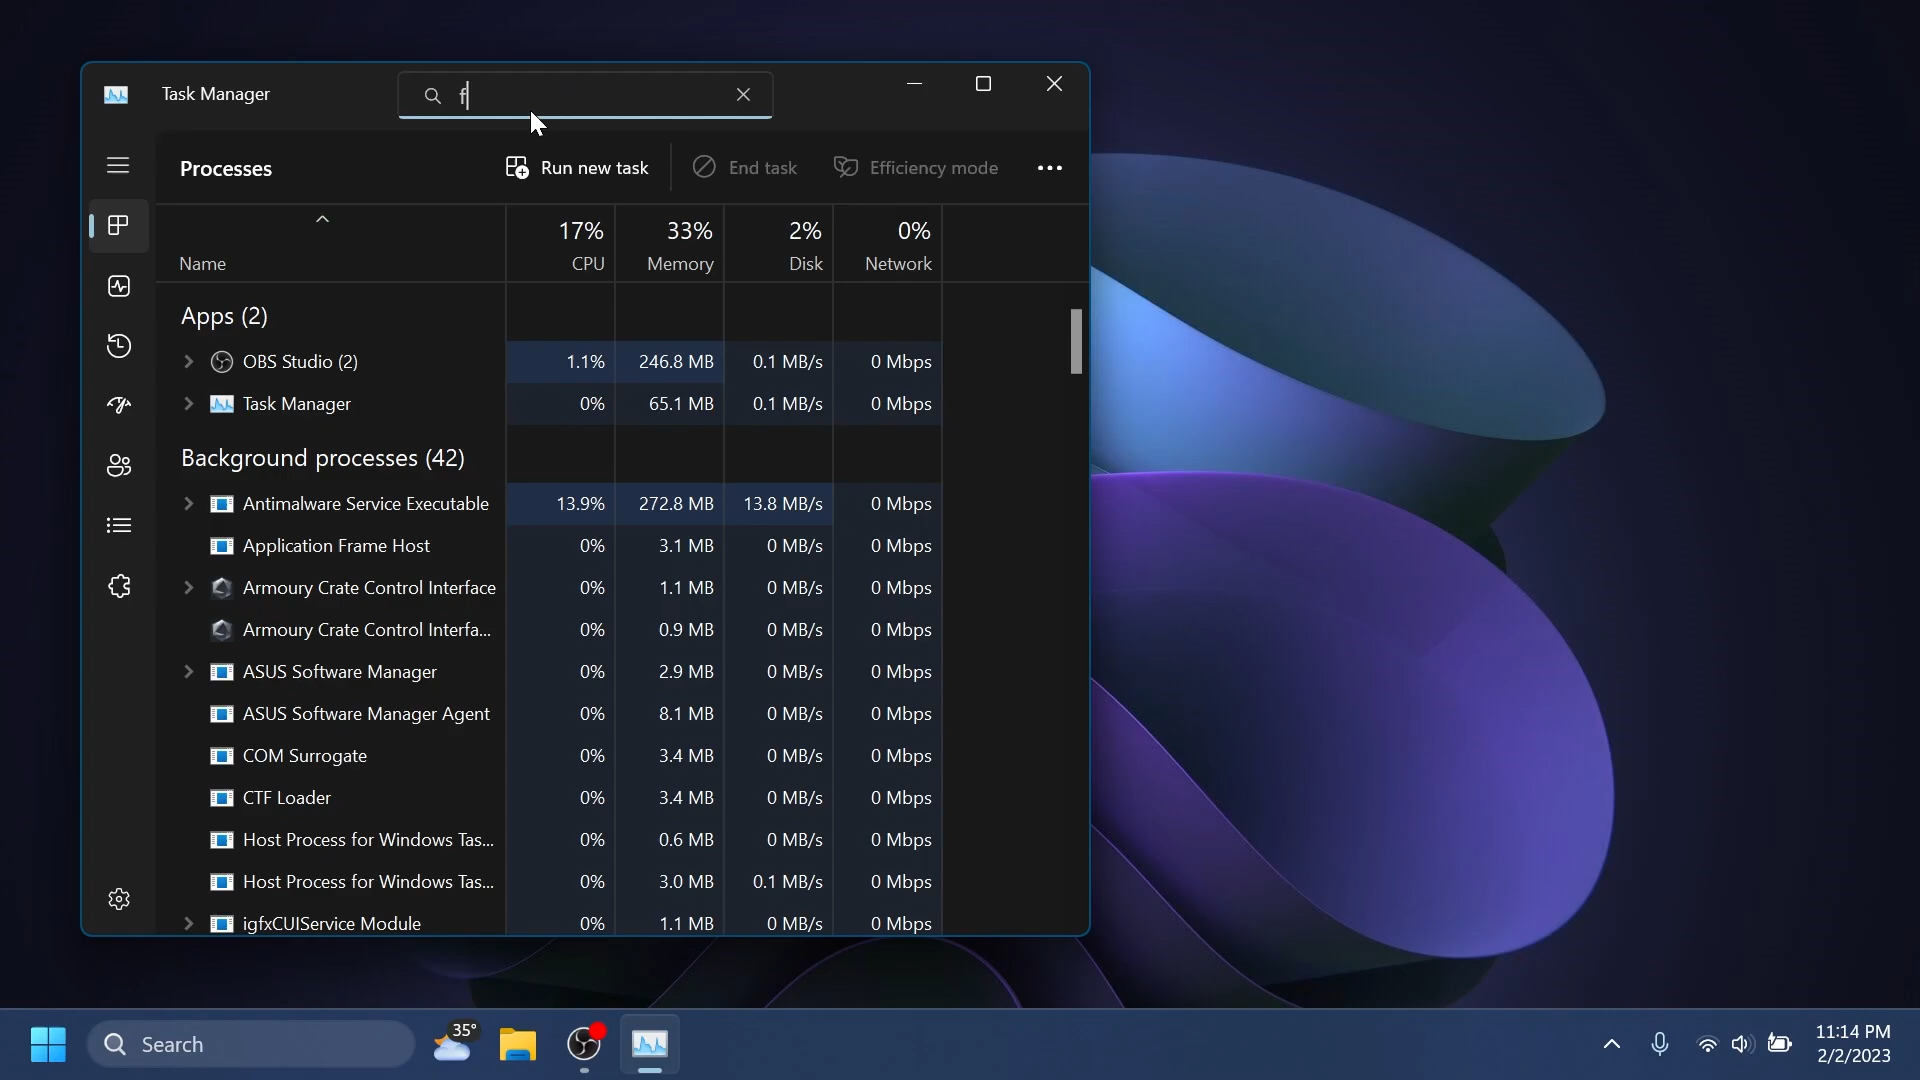 Task Manager
f
Processes
Run new task
End task
Efficiency mode
17% 33% 2% 0%
Name CPU Memory Disk Network
Apps (2)
OBS Studio (2) 1.1% 246.8 MB 0.1 MB/s 0 Mbps
Task Manager 0% 65.1 MB 0.1 MB/s 0 Mbps
Background processes (42)
Antimalware Service Executable 13.9% 272.8 MB 13.8 MB/s 0 Mbps
Application Frame Host 0% 3.1 MB 0 MB/s 0 Mbps
Armoury Crate Control Interface 0% 1.1 MB 0 MB/s 0 Mbps
Armoury Crate Control Interfa... 0% 0.9 MB 0 MB/s 0 Mbps
ASUS Software Manager 0% 2.9 MB 0 MB/s 0 Mbps
ASUS Software Manager Agent 0% 8.1 MB 0 MB/s 0 Mbps
COM Surrogate 0% 3.4 MB 0 MB/s 0 Mbps
CTF Loader 0% 3.4 MB 0 MB/s 0 Mbps
Host Process for Windows Tas... 0% 0.6 MB 0 MB/s 0 Mbps
Host Process for Windows Tas... 0% 3.0 MB 0.1 MB/s 0 Mbps
igfxCUIService Module 0% 1.1 MB 0 MB/s 0 Mbps
Search
35°
11:14 PM
2/2/2023